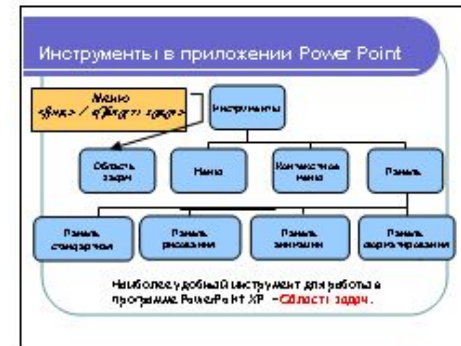 Инструменты в приложении Power Point
Меню
Инструменты
Область
задач
Меню
Контекстное
меню
Панель
Панель
стандартная
Панель
рисования
Панель
анимации
Панель
форматирования
Наиболее удобный инструмент для работы в
программе PowerPoint XP – Область задач.